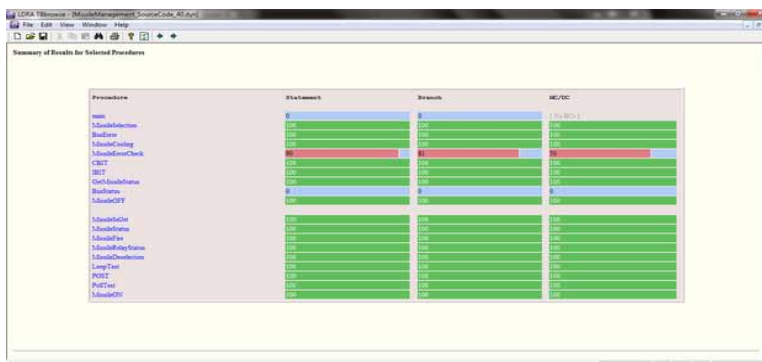 LDRA TBbrowse - [MissileManagement_SourceCode_40.dyn]
File Edit View Window Help
Summary of Results for Selected Procedures
Procedure Statement Branch MC/DC
main 0 0 [ No BCs ]
MissileSelection 100 100 100
BusError 100 100 100
MissileCooling 100 100 100
MissileErrorCheck
CBIT 100 100 100
IBIT 100 100 100
GetMissileStatus 100 100 100
BusStatus 0 0 0
MissileOFF 100 100 100
100 100 100
MissileStatus 100 100 100
MissileFire 100 100 100
MissileRelayStatus 100 100 100
MissileDeselection 100 100 100
LoopTest 100 100 100
POST 100 100 100
PollTest 100 100 100
MissileON 100 100 100